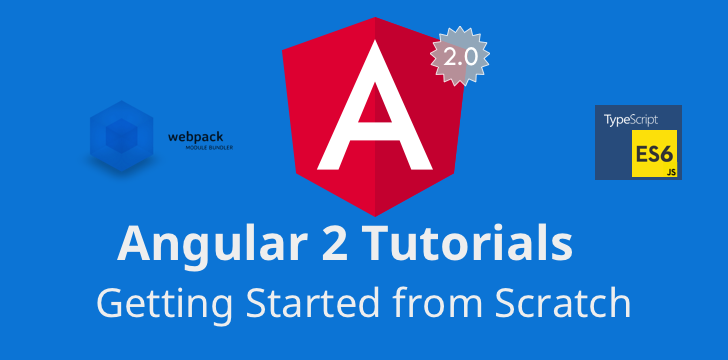 2.0
webpack
MODULE BUNDLER
A
TypeScript
ES6
JS
Angular 2 Tutorials
Getting Started from Scratch